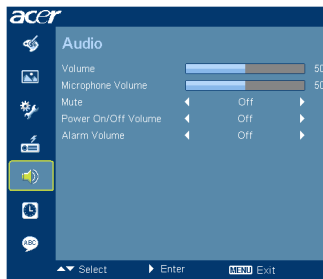 acer
Audio
Volume 50
Microphone Volume 50
Mute Off
Power On/Off Volume Off
Alarm Volume Off
ABC
Select Enter MENU Exit